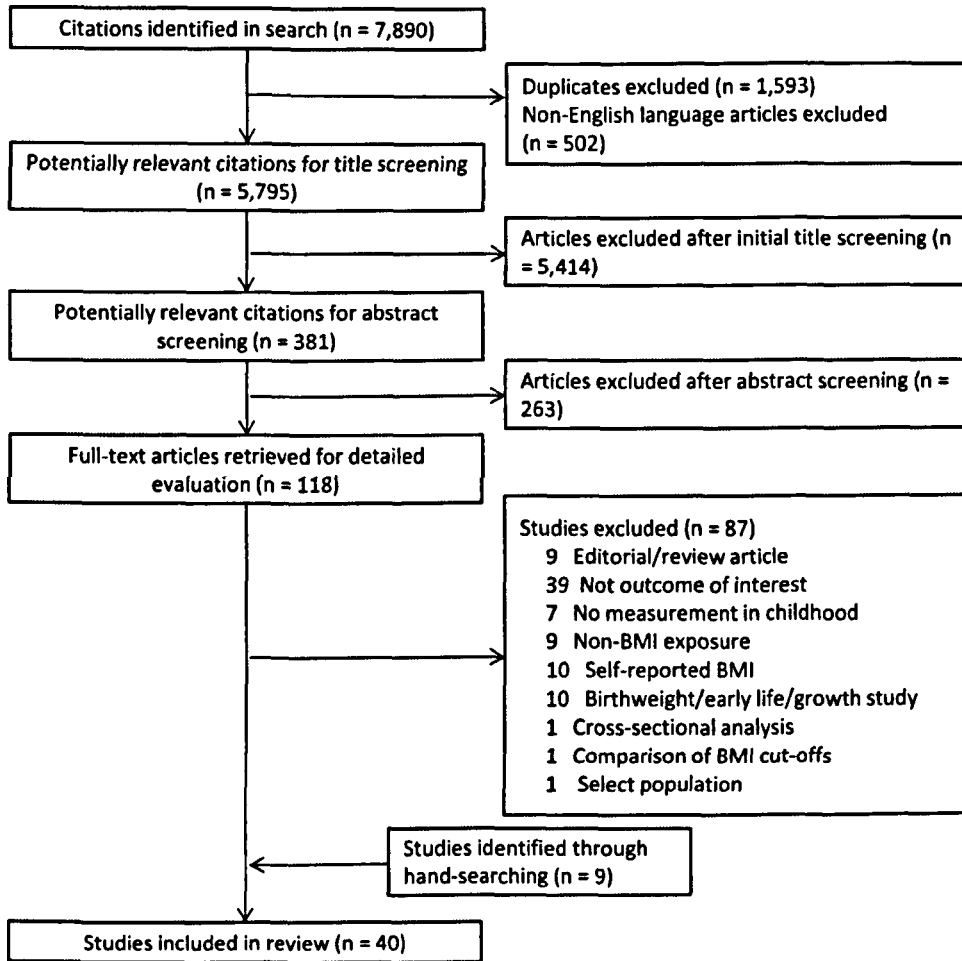 Citations identified in search (n = 7,890)
Duplicates excluded (n = 1,593)
Non-English language articles excluded
(n = 502)
Potentially relevant citations for title screening
(n = 5,795)
Articles excluded after initial title screening (n
= 5,414)
Potentially relevant citations for abstract
screening (n = 381)
Articles excluded after abstract screening (n =
263)
Full-text articles retrieved for detailed
evaluation (n = 118)
Studies excluded (n = 87)
9 Editorial/review article
39 Not outcome of interest
7 No measurement in childhood
9 Non-BMI exposure
10 Self-reported BMI
10 Birthweight/early life/growth study
1 Cross-sectional analysis
1 Comparison of BMI cut-offs
1 Select population
Studies identified through
hand-searching (n = 9)
Studies included in review (n = 40)